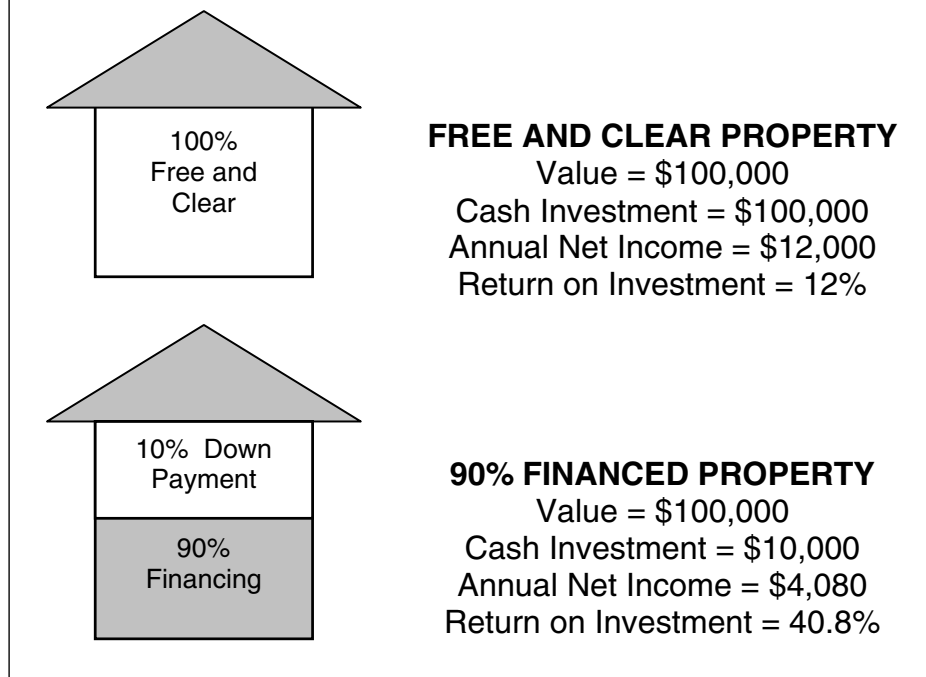 100%
Free and
Clear
FREE AND CLEAR PROPERTY
Value = $100,000
Cash Investment = $100,000
Annual Net Income = $12,000
Return on Investment = 12%
10%  Down
Payment
90%
Financing
90% FINANCED PROPERTY
Value = $100,000
Cash Investment = $10,000
Annual Net Income = $4,080
Return on Investment = 40.8%